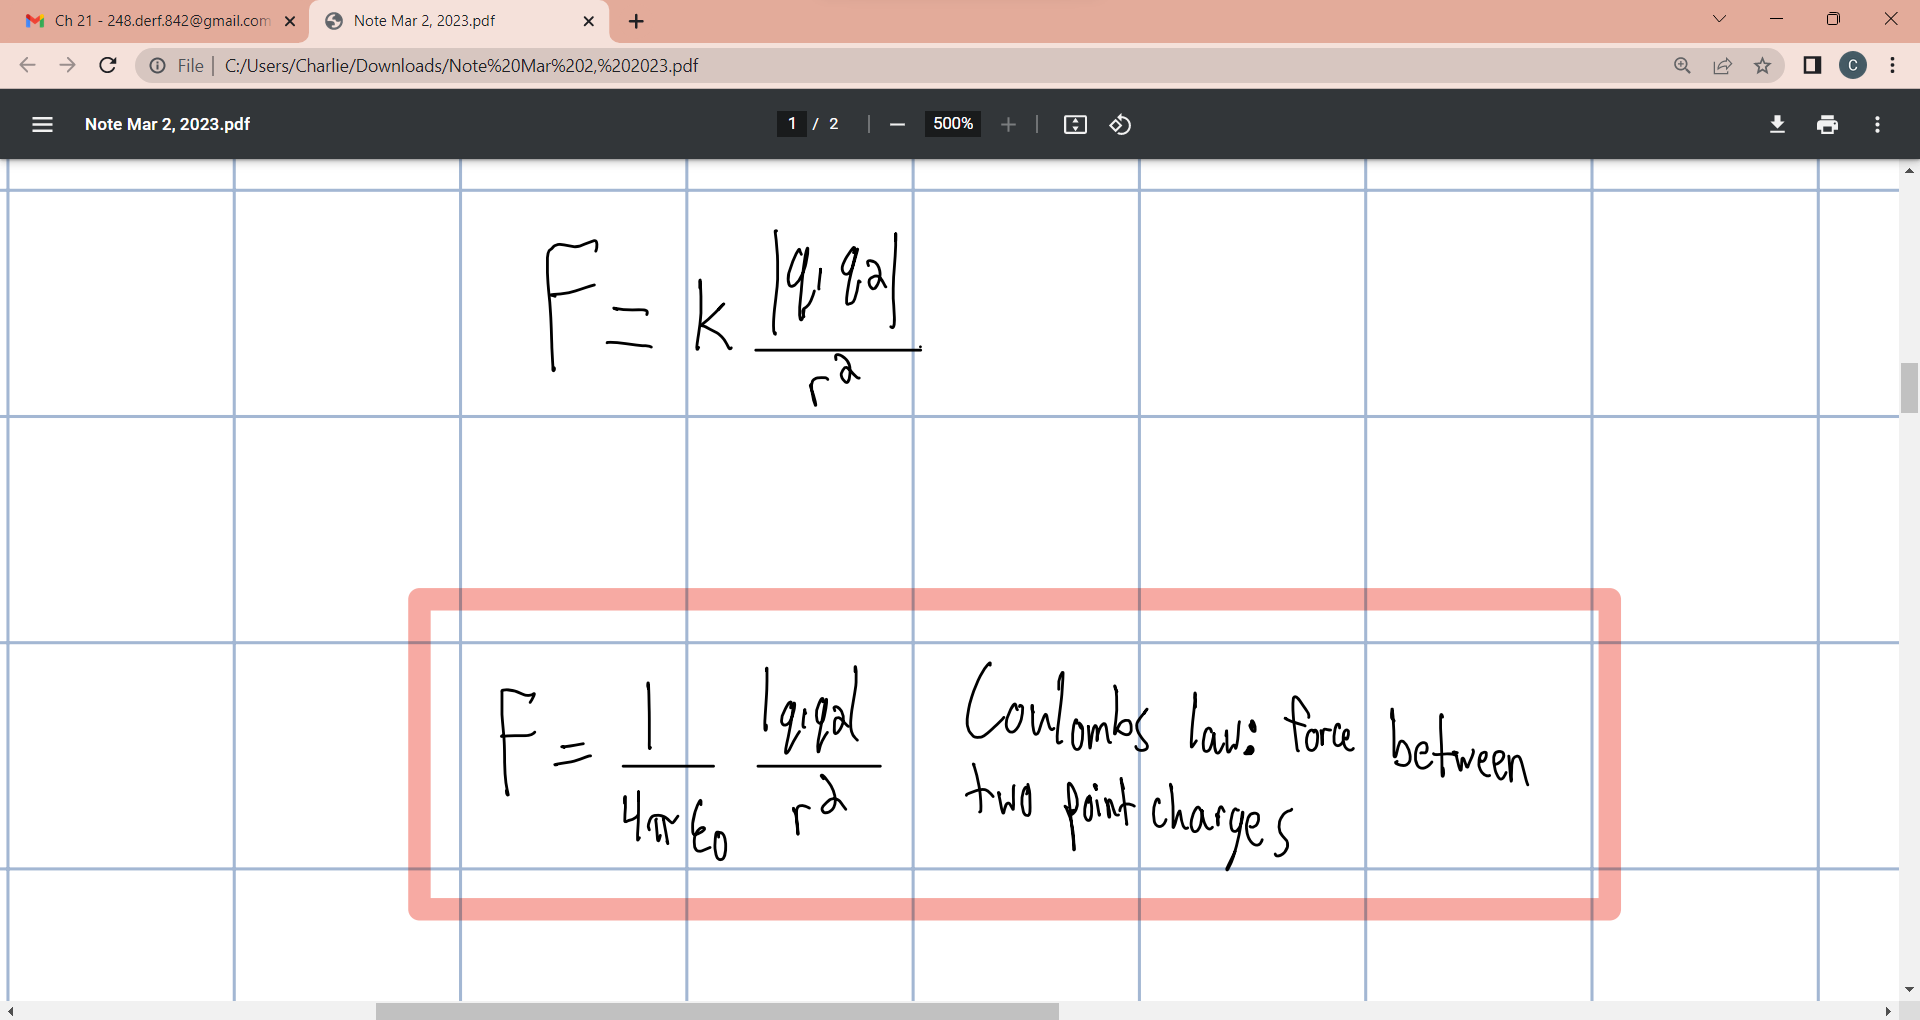 Ch 21 - 248.derf.842@gmail.com
Note Mar 2, 2023.pdf
File | C:/Users/Charlie/Downloads/Note%20Mar%202,%202023.pdf
C
Note Mar 2, 2023.pdf
1 / 2
500%
F = k |q1 q2| / r²
F = 1 / 4πϵ0 |q1q2| / r²
Coulombs law: force between
two point charges